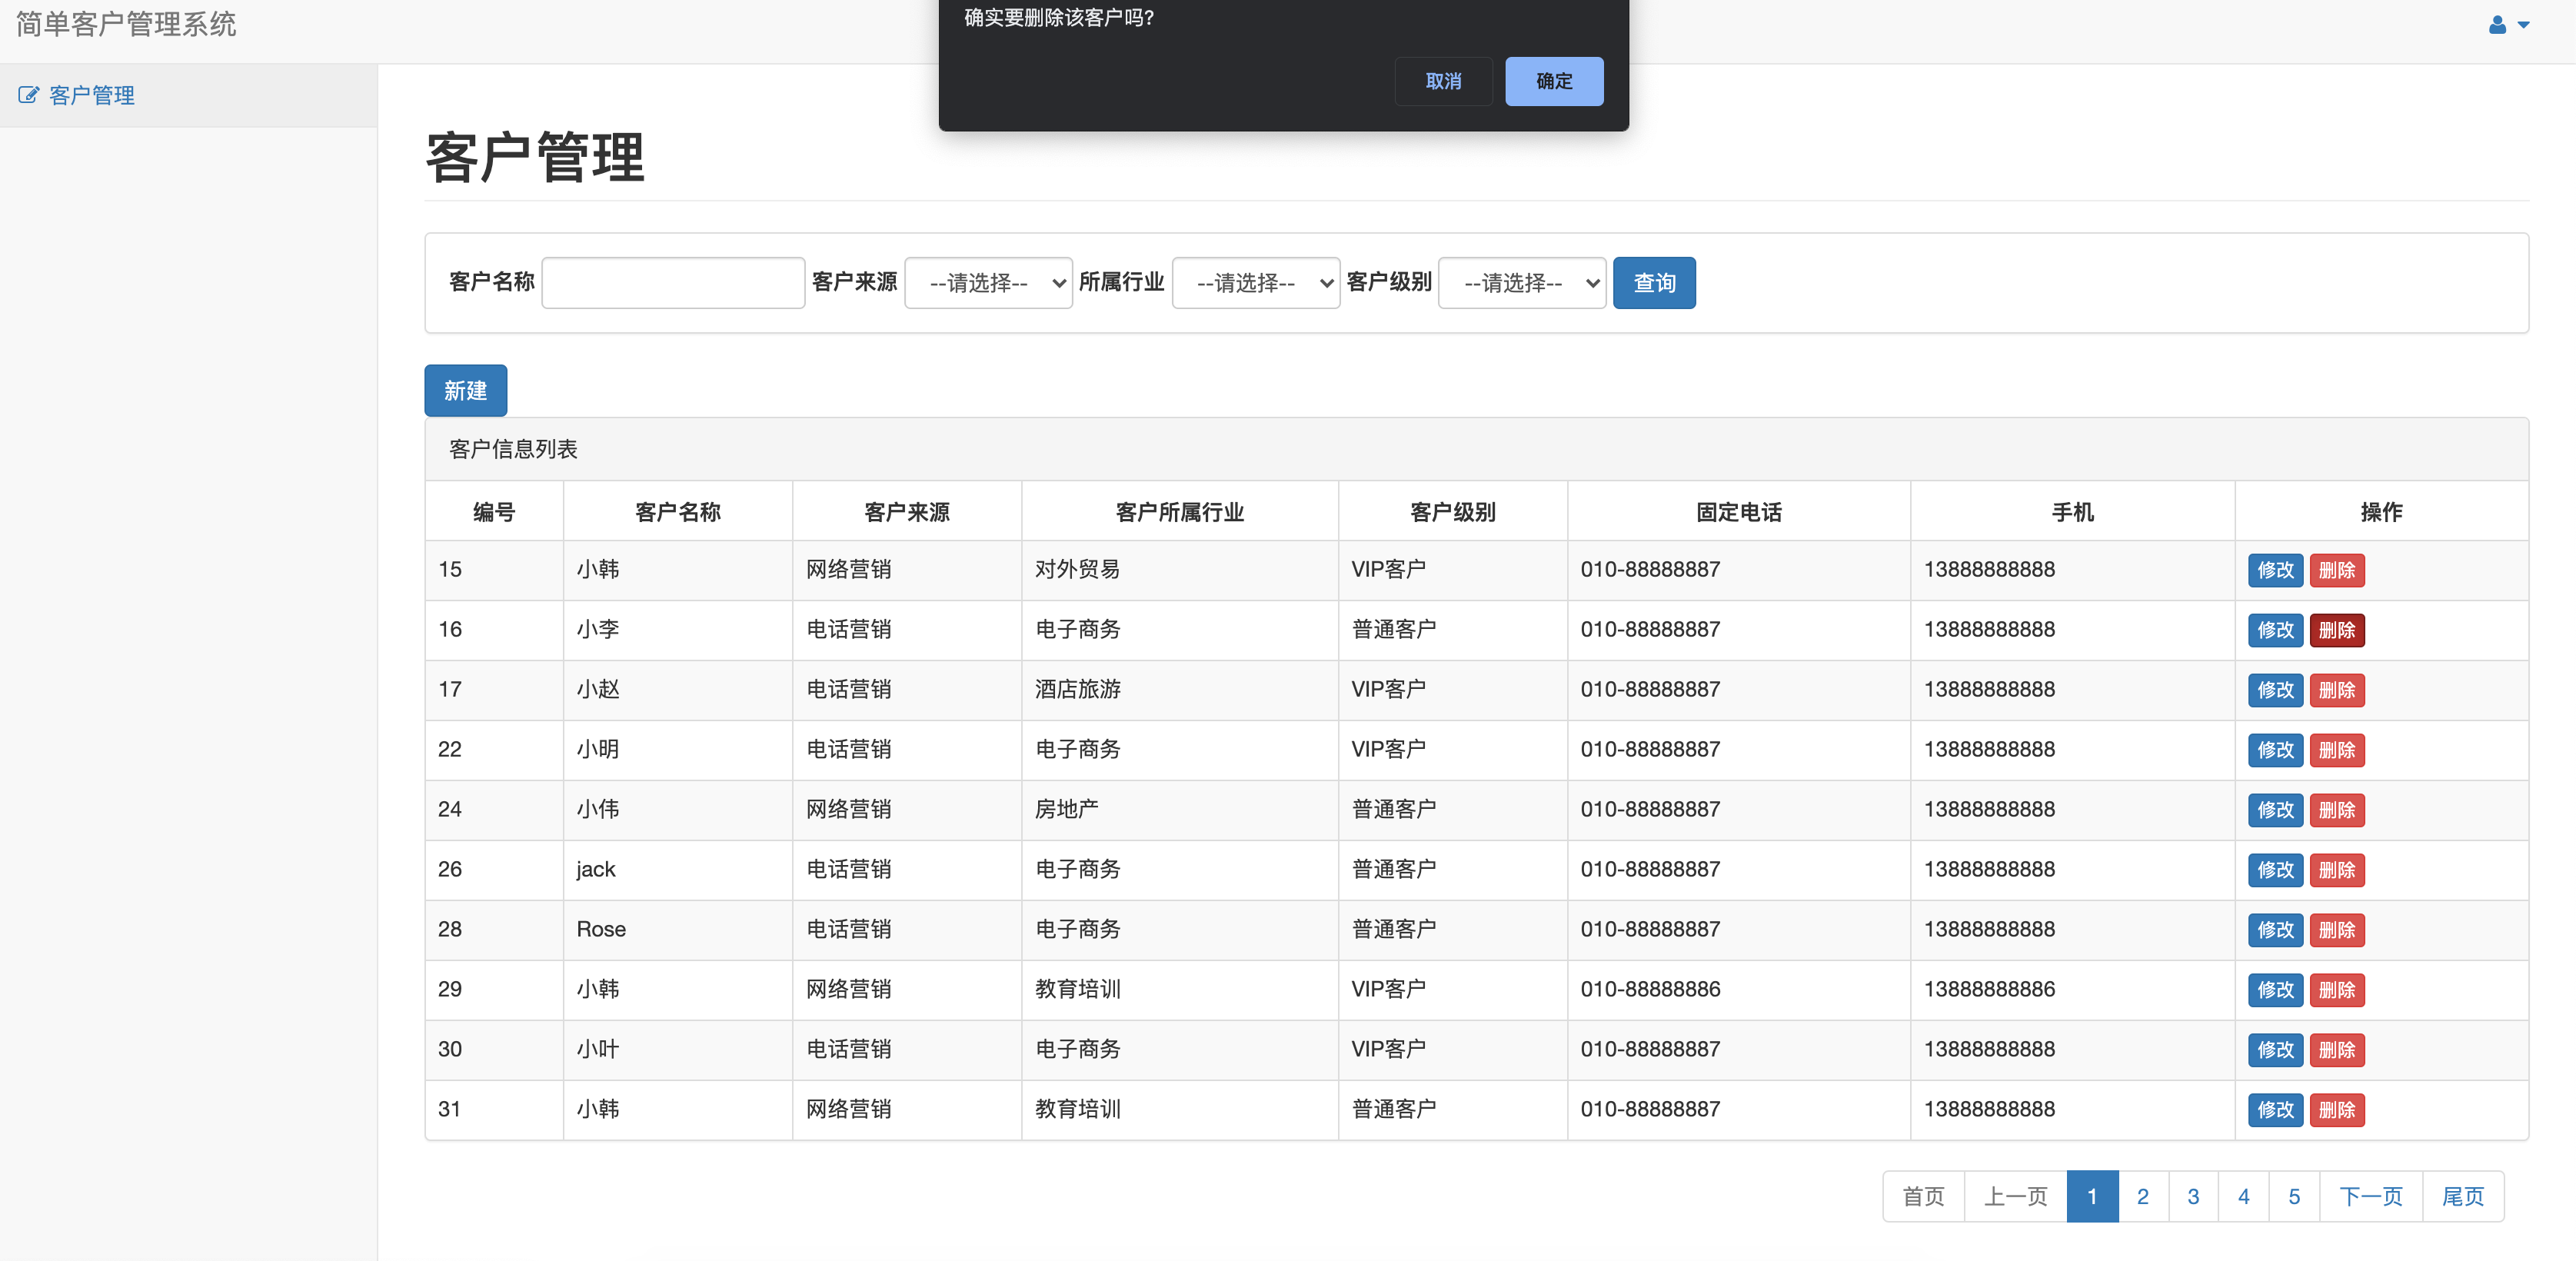 简单客户管理系统
确实要删除该客户吗?
取消 确定
客户管理
客户管理
客户名称 客户来源 --请选择-- 所属行业 --请选择-- 客户级别 --请选择-- 查询
新建
客户信息列表
编号 客户名称 客户来源 客户所属行业 客户级别 固定电话 手机 操作
15 小韩 网络营销 对外贸易 VIP客户 010-88888887 13888888888 修改 删除
16 小李 电话营销 电子商务 普通客户 010-88888887 13888888888 修改 删除
17 小赵 电话营销 酒店旅游 VIP客户 010-88888887 13888888888 修改 删除
22 小明 电话营销 电子商务 VIP客户 010-88888887 13888888888 修改 删除
24 小伟 网络营销 房地产 普通客户 010-88888887 13888888888 修改 删除
26 jack 电话营销 电子商务 普通客户 010-88888887 13888888888 修改 删除
28 Rose 电话营销 电子商务 普通客户 010-88888887 13888888888 修改 删除
29 小韩 网络营销 教育培训 VIP客户 010-88888886 13888888886 修改 删除
30 小叶 电话营销 电子商务 VIP客户 010-88888887 13888888888 修改 删除
31 小韩 网络营销 教育培训 普通客户 010-88888887 13888888888 修改 删除
首页 上一页 1 2 3 4 5 下一页 尾页